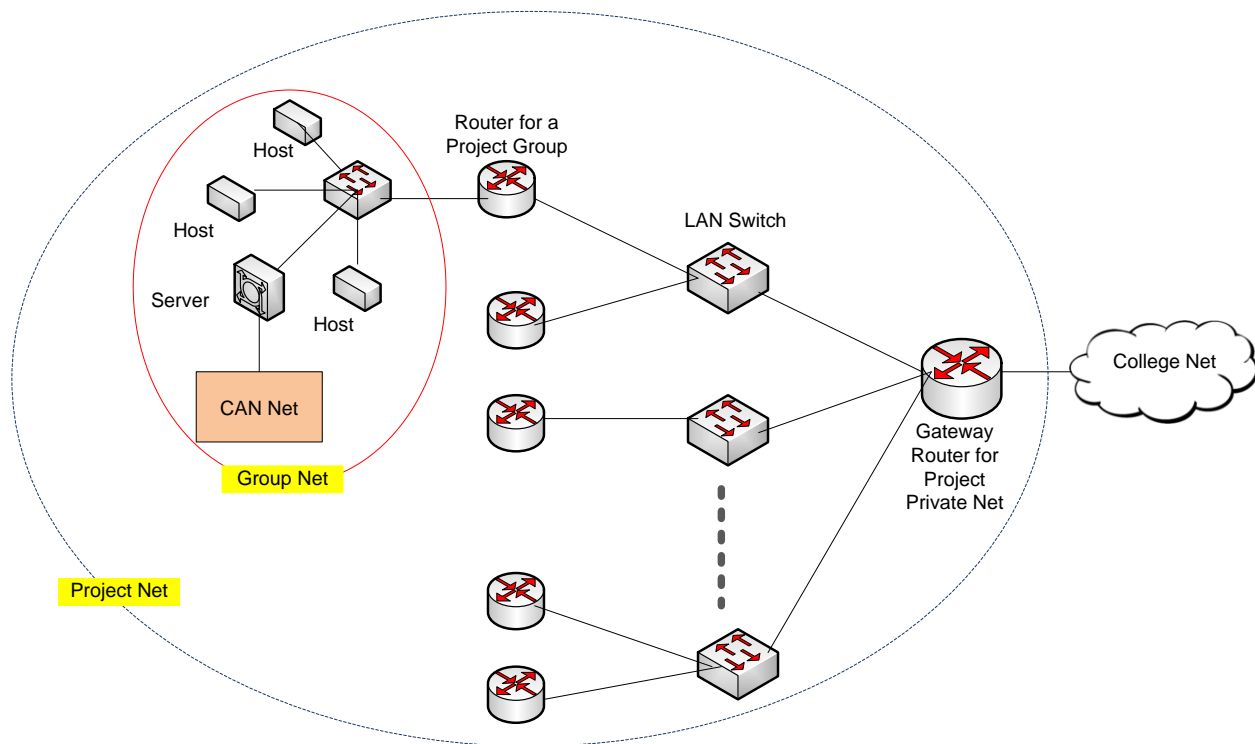 Host
Router for a
Project Group
Host
LAN Switch
Server
Host
CAN Net
Group Net
College Net
Gateway
Router for
Project
Private Net
Project Net